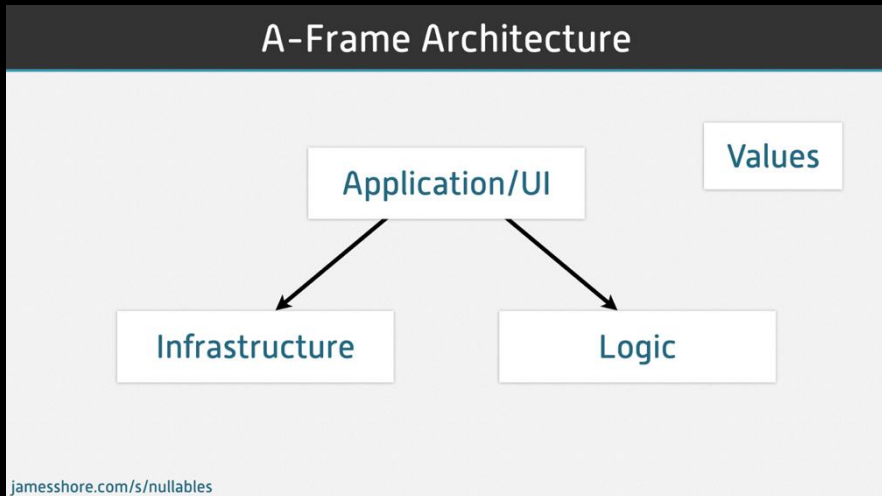 A-Frame Architecture
Values
Application/UI
Infrastructure
Logic
jamesshore.com/s/nullables